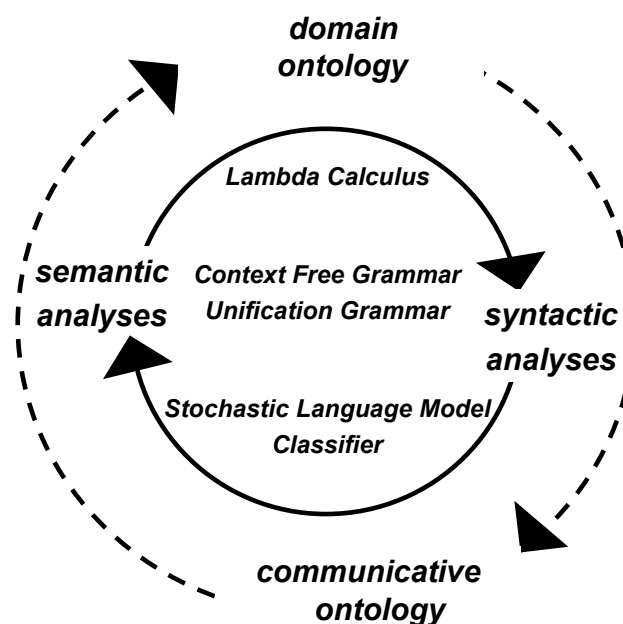 domain
ontology
Lambda Calculus
semantic
analyses
Context Free Grammar
Unification Grammar
syntactic
analyses
Stochastic Language Model
Classifier
communicative
ontology